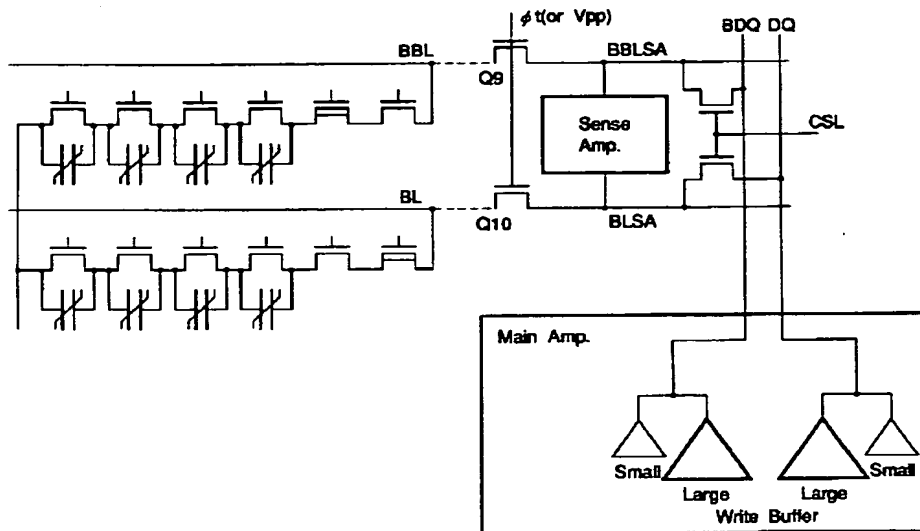 ϕt(or Vpp)
BDQ DQ
BBL
BBLSA
Q9
Sense
Amp.
CSL
BL
Q10
BLSA
Main Amp.
Small
Small
Large
Large
Write Buffer